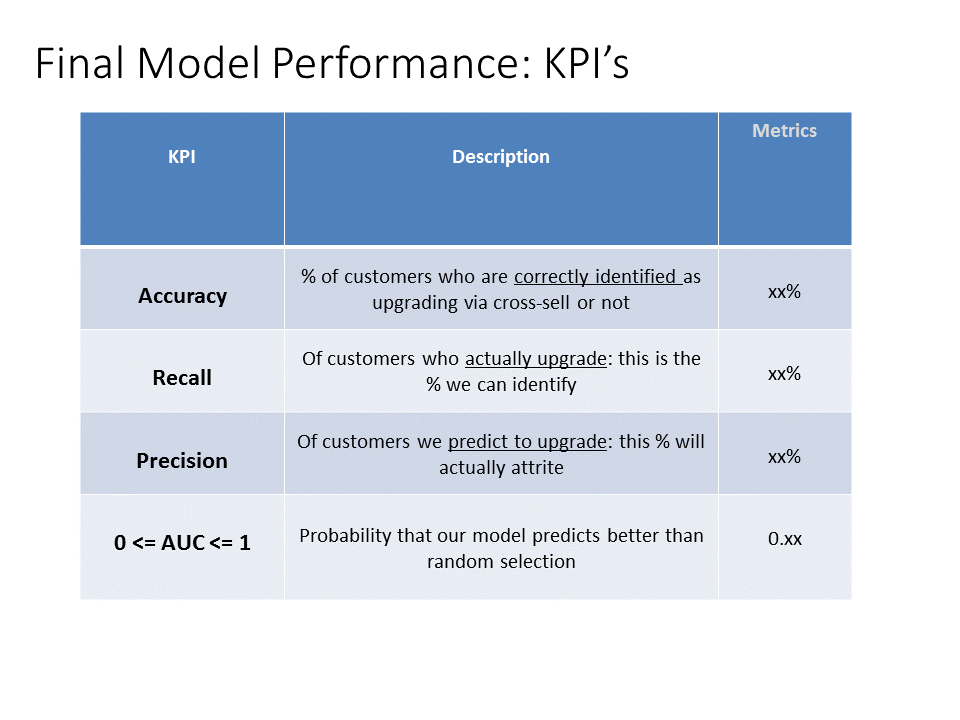 Final Model Performance: KPI’s
KPI
Description
Metrics
Accuracy
% of customers who are correctly identified as
upgrading via cross-sell or not
xx%
Recall
Of customers who actually upgrade: this is the
% we can identify
xx%
Precision
Of customers we predict to upgrade: this % will
actually attrite
xx%
0 <= AUC <= 1
Probability that our model predicts better than
random selection
0.xx